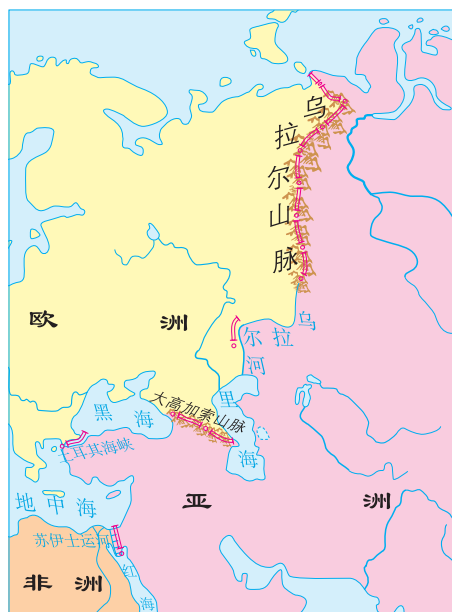 乌拉尔山脉
欧洲
乌拉尔河
里海
黑海
大高加索山脉
土耳其海峡
地中海
亚洲
苏伊士运河
非洲
红海